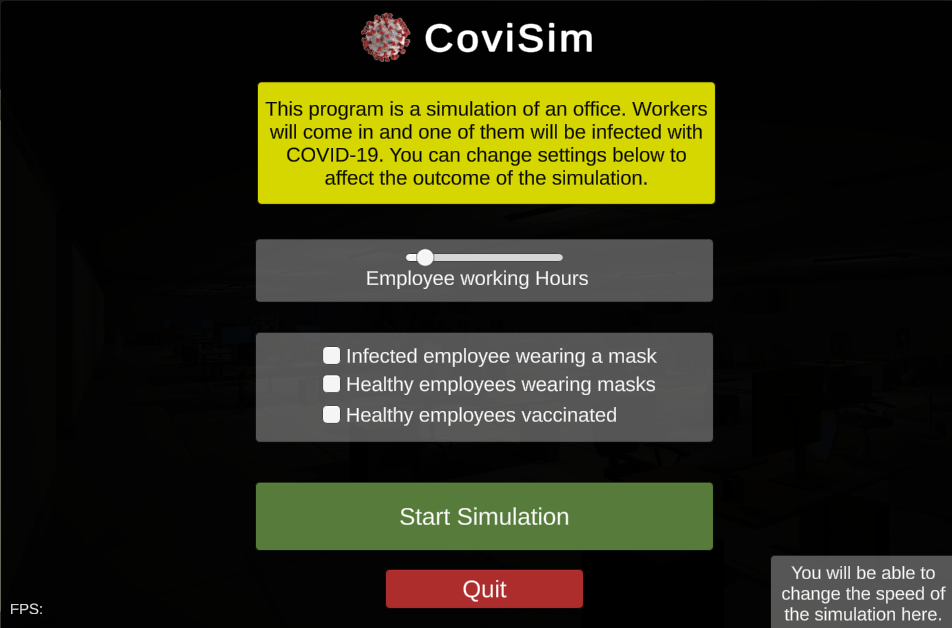 CoviSim
This program is a simulation of an office. Workers
will come in and one of them will be infected with
COVID-19. You can change settings below to
affect the outcome of the simulation.
Employee working Hours
Infected employee wearing a mask
Healthy employees wearing masks
Healthy employees vaccinated
Start Simulation
Quit
FPS:
You will be able to
change the speed of
the simulation here.